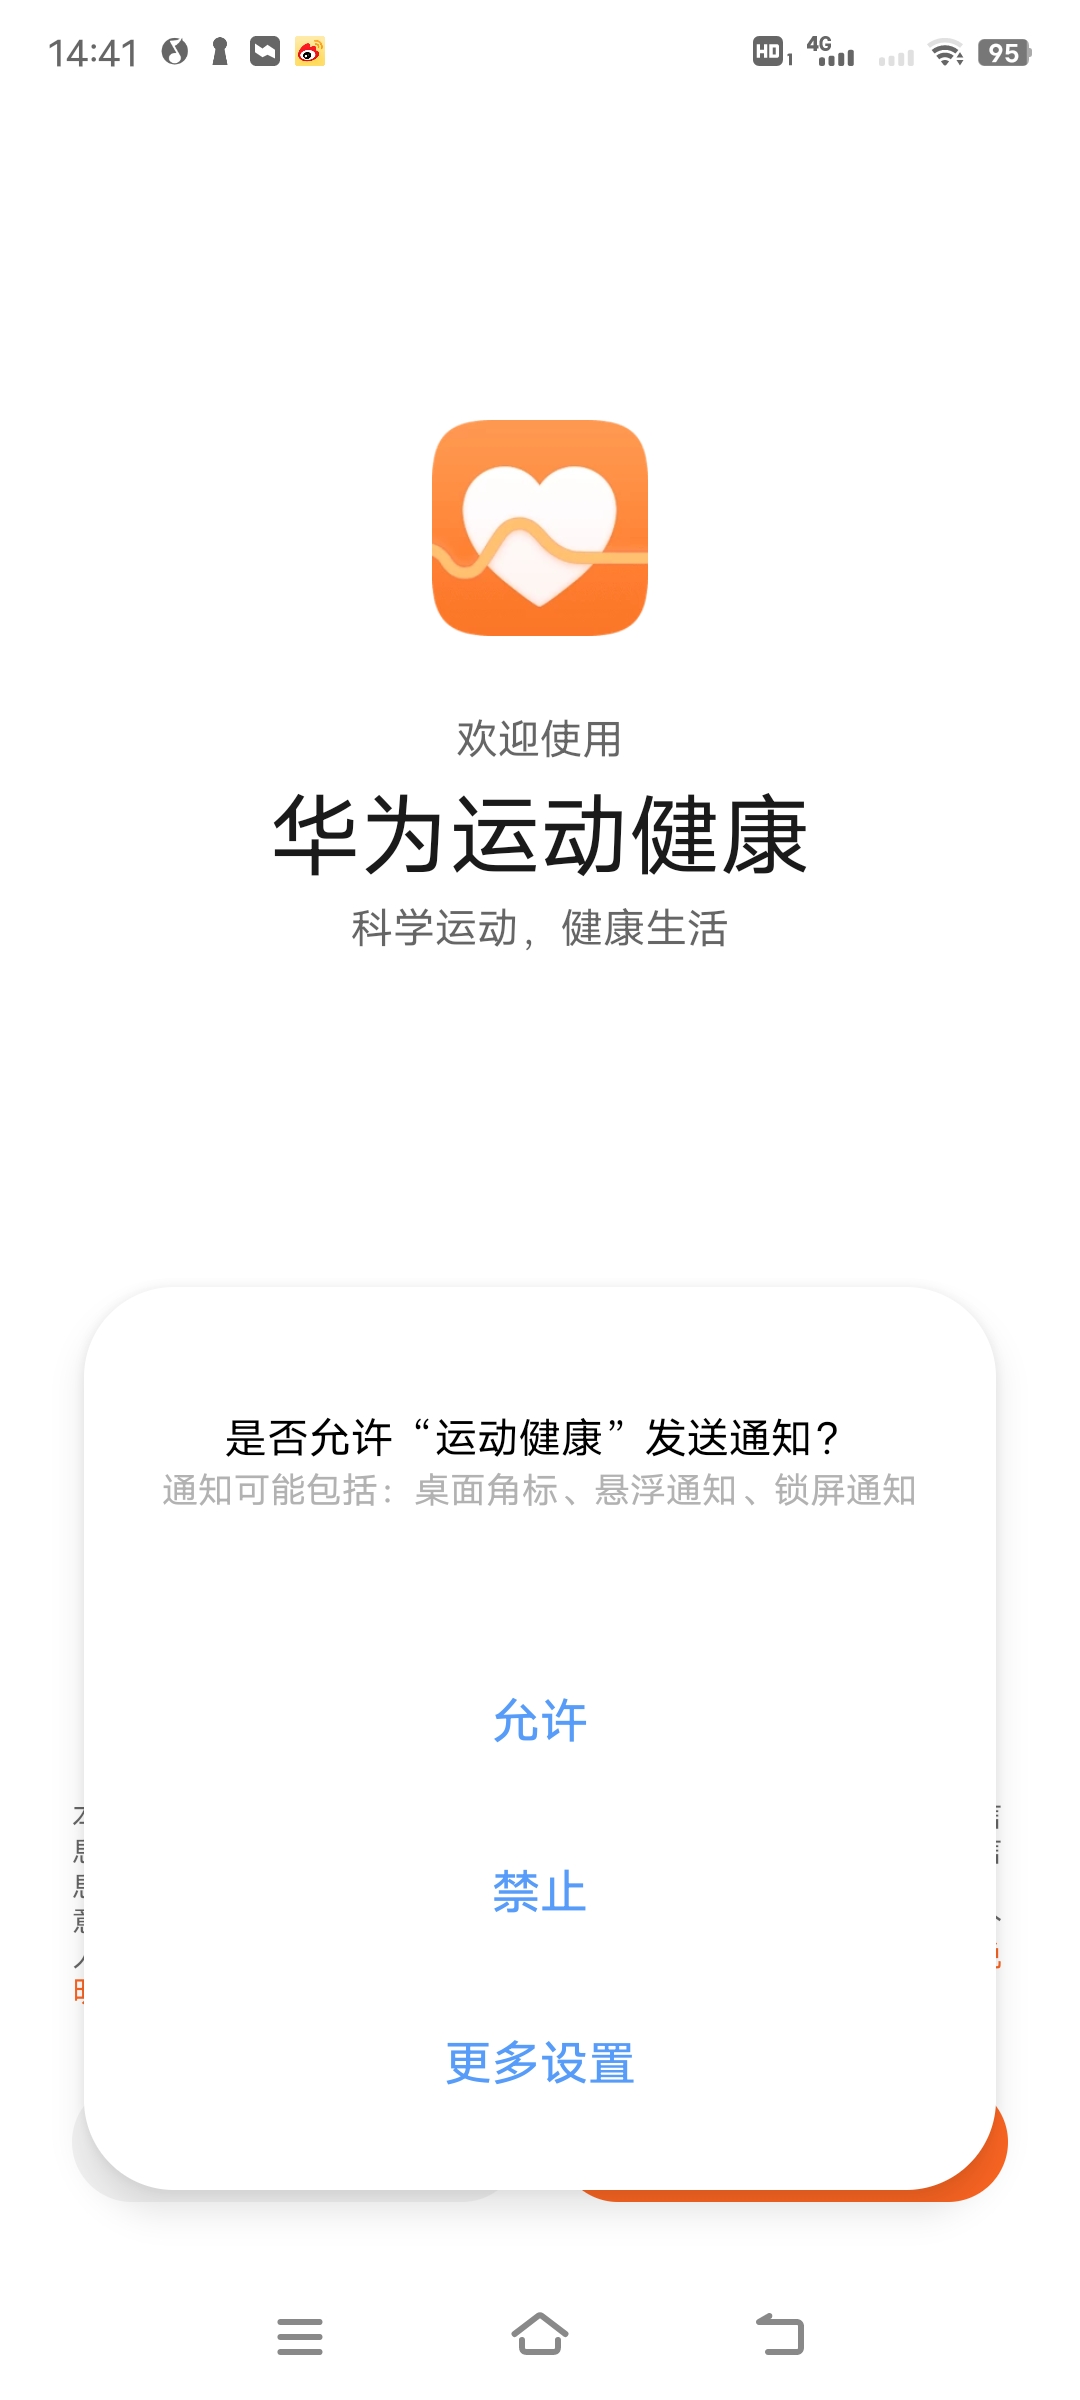 14:41
HD 1 4G 95
欢迎使用
华为运动健康
科学运动，健康生活
是否允许“运动健康”发送通知？
通知可能包括：桌面角标、悬浮通知、锁屏通知
允许
禁止
更多设置